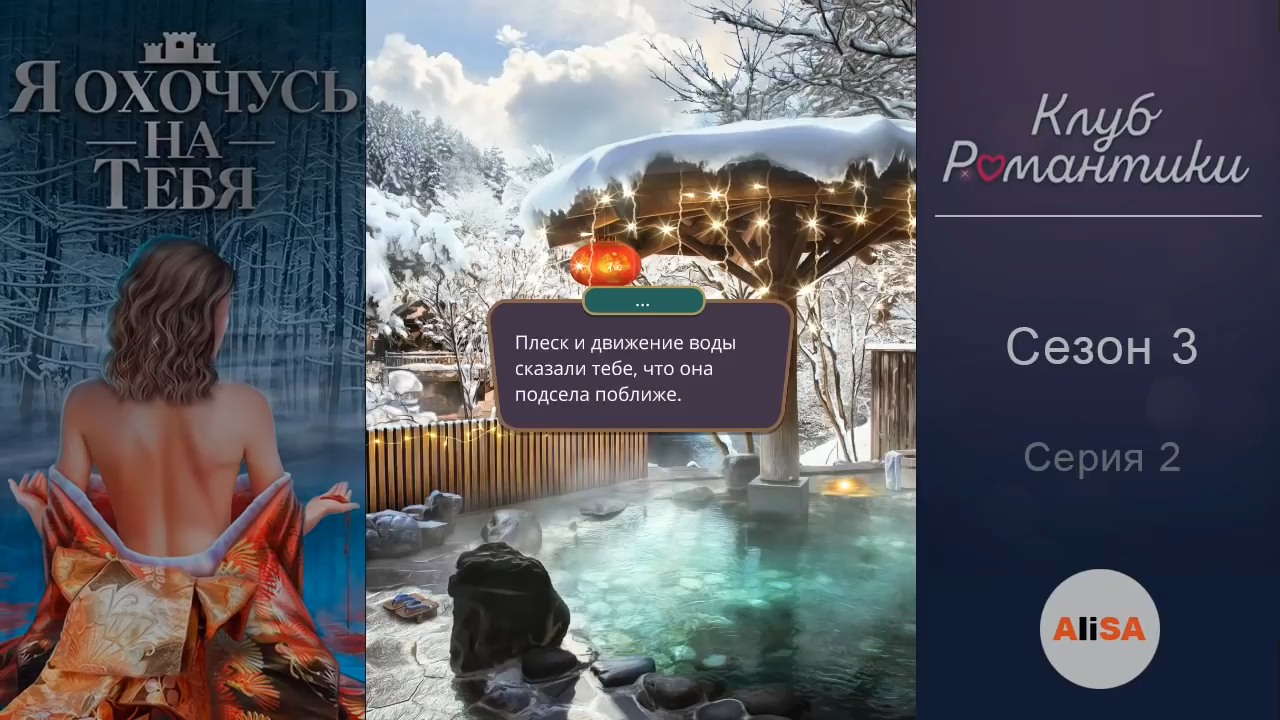 Я ОХОЧУСЬ
НА
ТЕБЯ
...
Плеск и движение воды
сказали тебе, что она
подсела поближе.
Клуб
Романтики
Сезон 3
Серия 2
AliSA